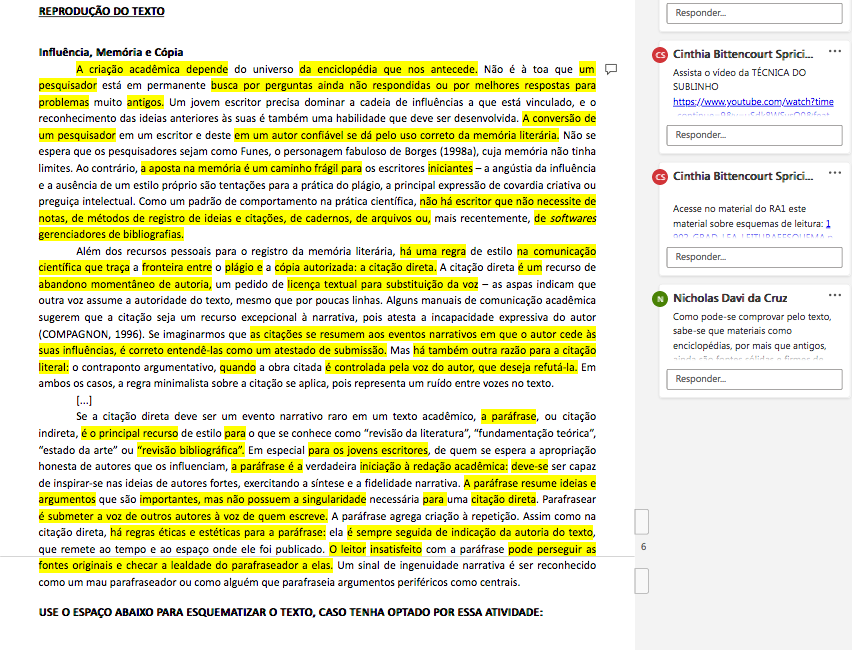 REPRODUÇÃO DO TEXTO
Influência, Memória e Cópia
A criação acadêmica depende do universo da enciclopédia que nos antecede. Não é à toa que um
pesquisador está em permanente busca por perguntas ainda não respondidas ou por melhores respostas para
problemas muito antigos. Um jovem escritor precisa dominar a cadeia de influências a que está vinculado, e o
reconhecimento das ideias anteriores às suas é também uma habilidade que deve ser desenvolvida. A conversão de
um pesquisador em um escritor e deste em um autor confiável se dá pelo uso correto da memória literária. Não se
espera que os pesquisadores sejam como Funes, o personagem fabuloso de Borges (1998a), cuja memória não tinha
limites. Ao contrário, a aposta na memória é um caminho frágil para os escritores iniciantes – a angústia da influência
e a ausência de um estilo próprio são tentações para a prática do plágio, a principal expressão de covardia criativa ou
preguiça intelectual. Como um padrão de comportamento na prática científica, não há escritor que não necessite de
notas, de métodos de registro de ideias e citações, de cadernos, de arquivos ou, mais recentemente, de softwares
gerenciadores de bibliografias.
Além dos recursos pessoais para o registro da memória literária, há uma regra de estilo na comunicação
científica que traça a fronteira entre o plágio e a cópia autorizada: a citação direta. A citação direta é um recurso de
abandono momentâneo de autoria, um pedido de licença textual para substituição da voz – as aspas indicam que
outra voz assume a autoridade do texto, mesmo que por poucas linhas. Alguns manuais de comunicação acadêmica
sugerem que a citação seja um recurso excepcional à narrativa, pois atesta a incapacidade expressiva do autor
(COMPAGNON, 1996). Se imaginarmos que as citações se resumem aos eventos narrativos em que o autor cede às
suas influências, é correto entendê-las como um atestado de submissão. Mas há também outra razão para a citação
literal: o contraponto argumentativo, quando a obra citada é controlada pela voz do autor, que deseja refutá-la. Em
ambos os casos, a regra minimalista sobre a citação se aplica, pois representa um ruído entre vozes no texto.
[...]
Se a citação direta deve ser um evento narrativo raro em um texto acadêmico, a paráfrase, ou citação
indireta, é o principal recurso de estilo para o que se conhece como “revisão da literatura”, “fundamentação teórica”,
“estado da arte” ou “revisão bibliográfica”. Em especial para os jovens escritores, de quem se espera a apropriação
honesta de autores que os influenciam, a paráfrase é a verdadeira iniciação à redação acadêmica: deve-se ser capaz
de inspirar-se nas ideias de autores fortes, exercitando a síntese e a fidelidade narrativa. A paráfrase resume ideias e
argumentos que são importantes, mas não possuem a singularidade necessária para uma citação direta. Parafrasear
é submeter a voz de outros autores à voz de quem escreve. A paráfrase agrega criação à repetição. Assim como na
citação direta, há regras éticas e estéticas para a paráfrase: ela é sempre seguida de indicação da autoria do texto,
que remete ao tempo e ao espaço onde ele foi publicado. O leitor insatisfeito com a paráfrase pode perseguir as
fontes originais e checar a lealdade do parafraseador a elas. Um sinal de ingenuidade narrativa é ser reconhecido
como um mau parafraseador ou como alguém que parafraseia argumentos periféricos como centrais.
USE O ESPAÇO ABAIXO PARA ESQUEMATIZAR O TEXTO, CASO TENHA OPTADO POR ESSA ATIVIDADE:
Responder...
CS Cinthia Bittencourt Sprici... ...
Assista o vídeo da TÉCNICA DO
SUBLINHO
https://www.youtube.com/watch?time
Responder...
CS Cinthia Bittencourt Sprici... ...
Acesse no material do RA1 este
material sobre esquemas de leitura: 1
Responder...
N Nicholas Davi da Cruz ...
Como pode-se comprovar pelo texto,
sabe-se que materiais como
enciclopédias, por mais que antigos,
ainda são fontes sólidas e firmes de
Responder...
6